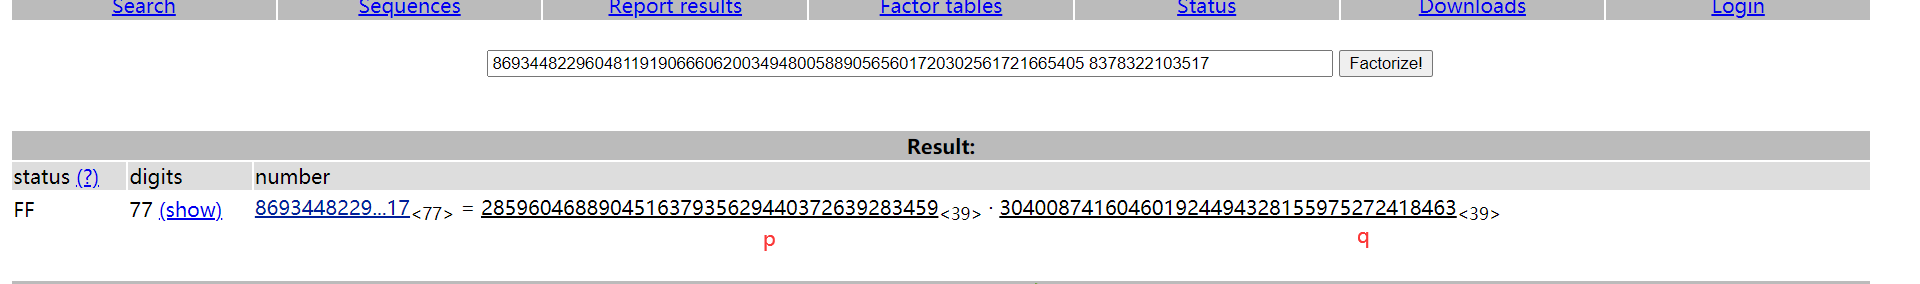 Search Sequences Report results Factor tables Status Downloads Login
86934482296048119190666062003494800588905656017203025617216654058378322103517 Factorize!
Result:
status (?) digits number
FF 77 (show) 8693448229...17<77> = 285960468890451637935629440372639283459<39> · 304008741604601924494328155975272418463<39>
p q